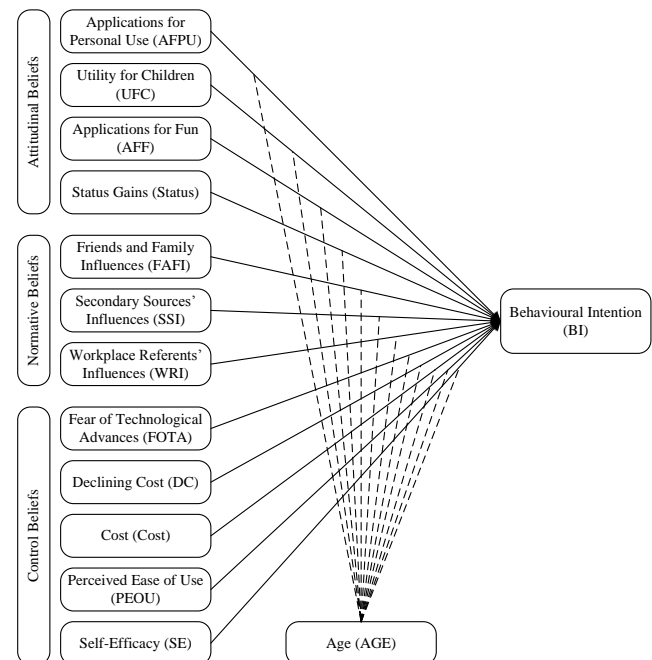 Attitudinal Beliefs
Applications for
Personal Use (AFPU)
Utility for Children
(UFC)
Applications for Fun
(AFF)
Status Gains (Status)
Normative Beliefs
Friends and Family
Influences (FAFI)
Secondary Sources’
Influences (SSI)
Workplace Referents’
Influences (WRI)
Control Beliefs
Fear of Technological
Advances (FOTA)
Declining Cost (DC)
Cost (Cost)
Perceived Ease of Use
(PEOU)
Self-Efficacy (SE)
Behavioural Intention
(BI)
Age (AGE)